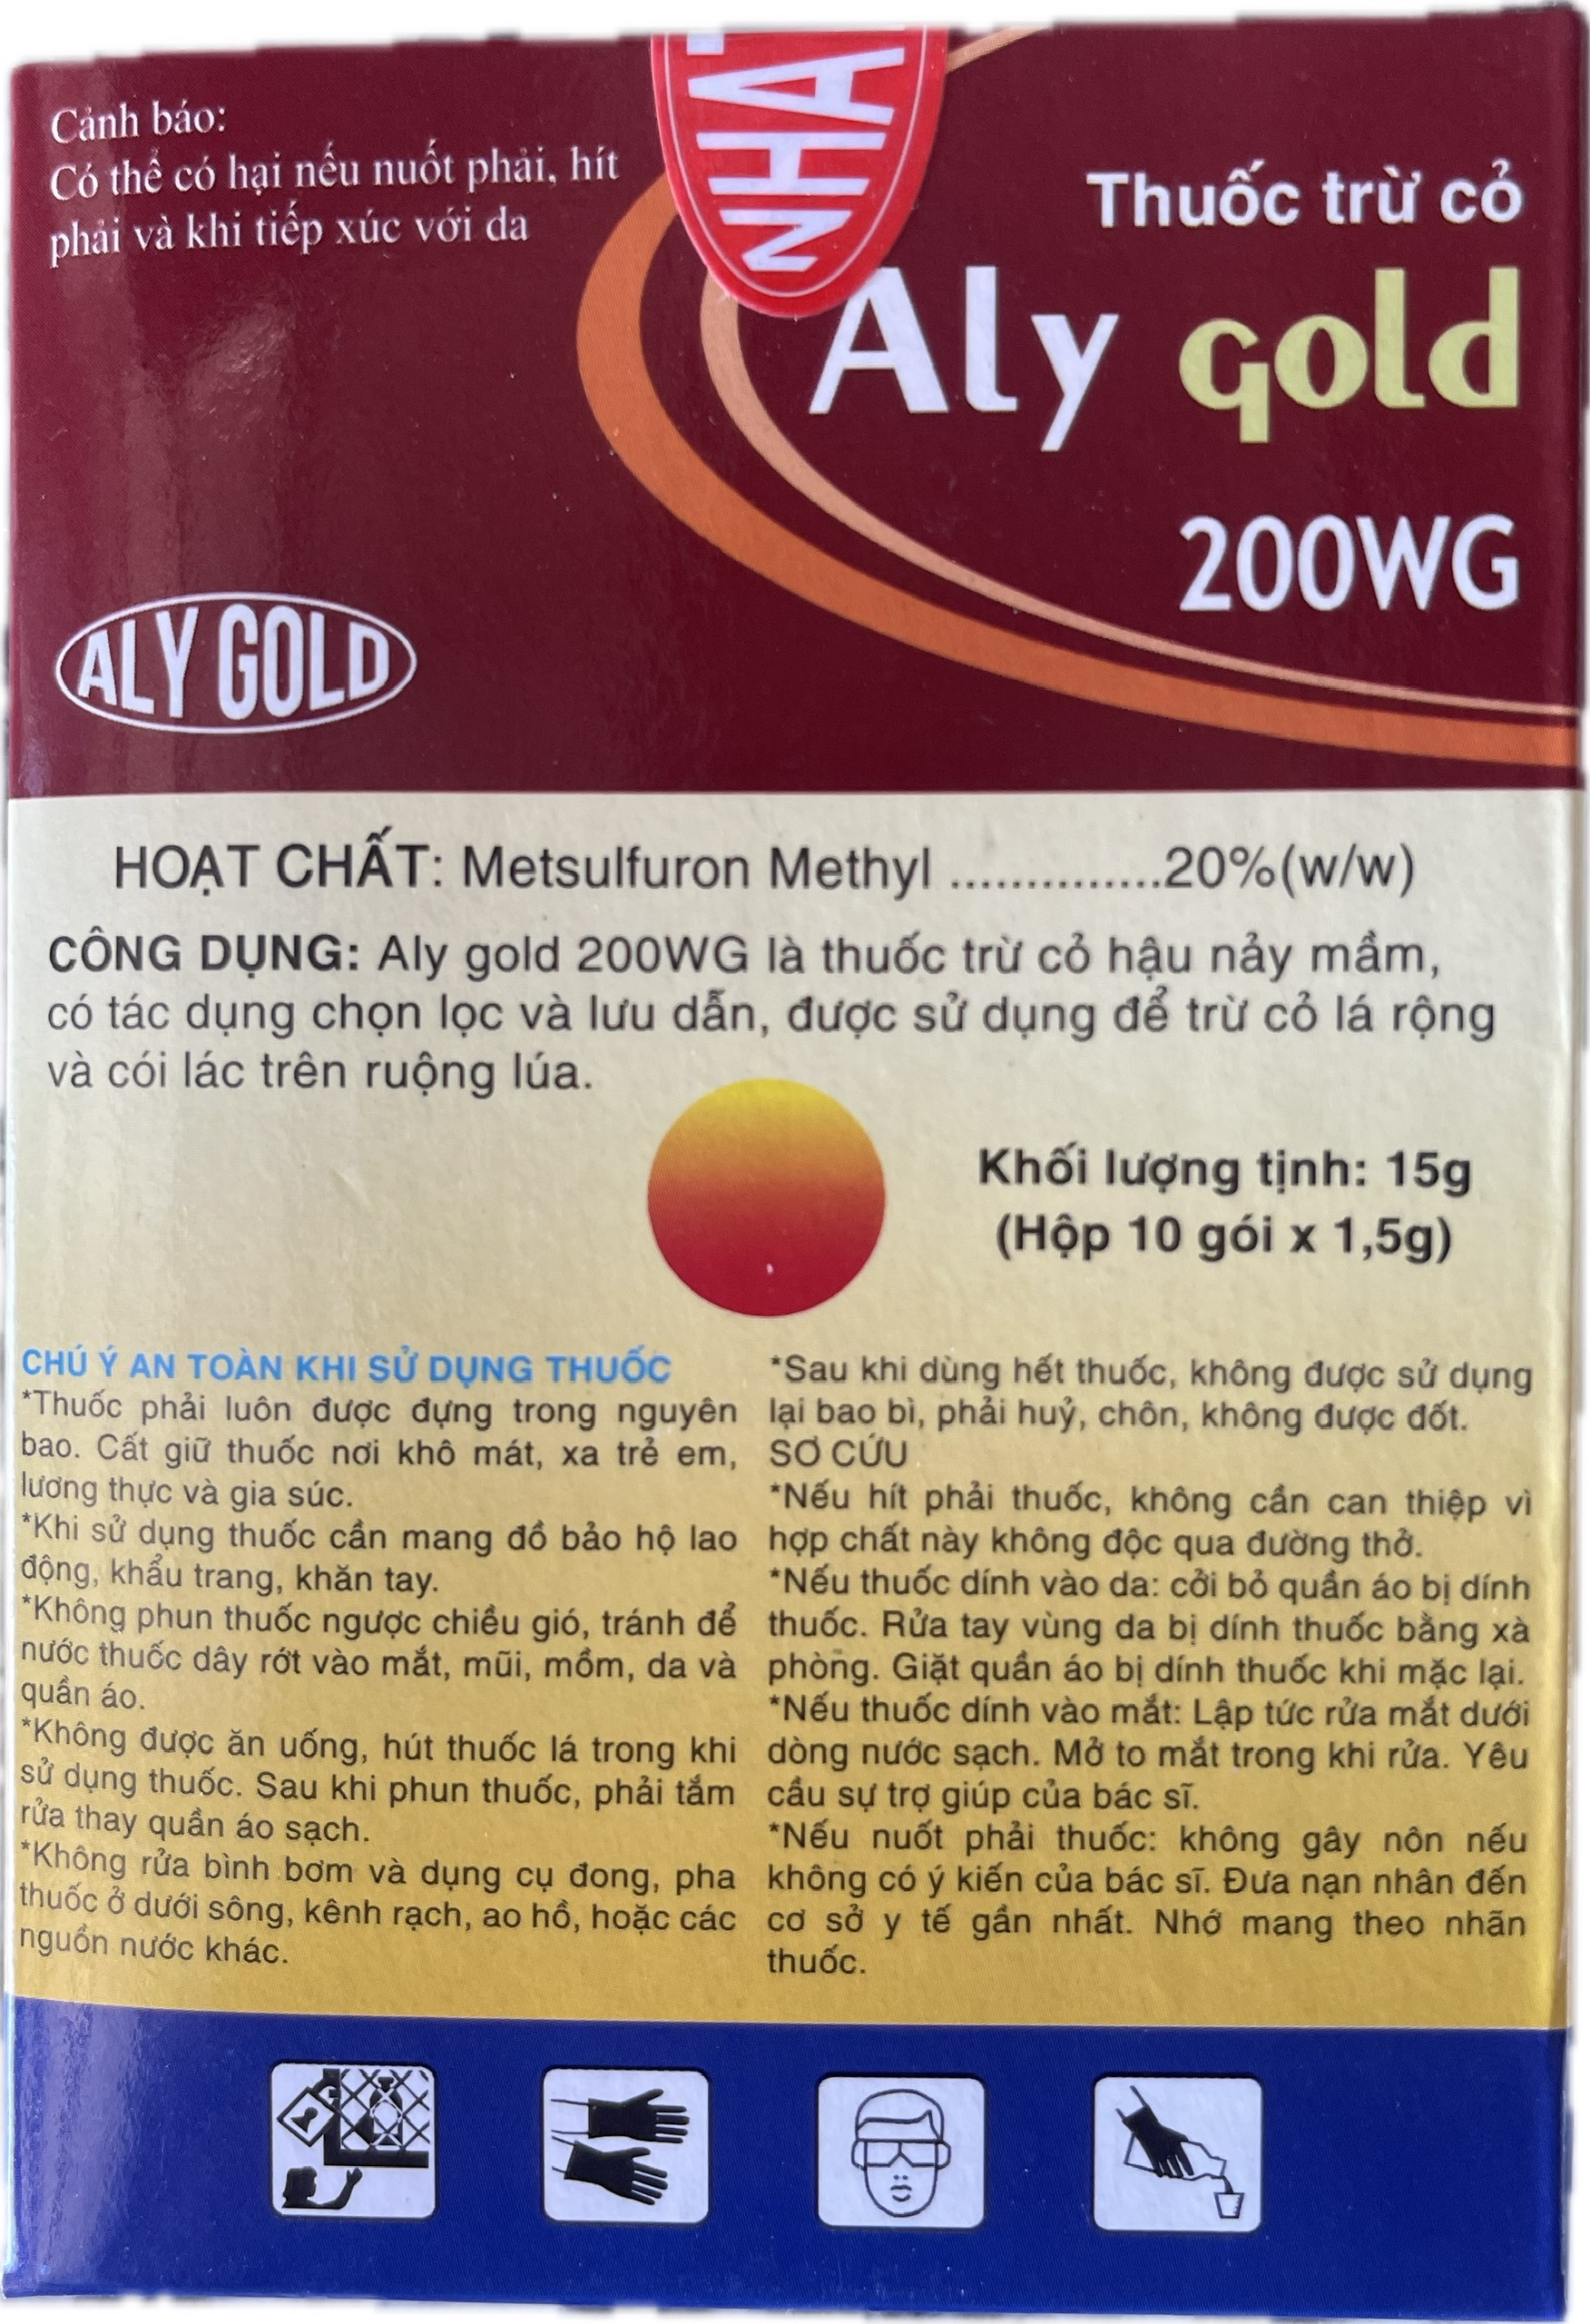 Cảnh báo:
Có thể có hại nếu nuốt phải, hít
phải và khi tiếp xúc với da
NHA
Thuốc trừ cỏ
Aly gold
200WG
ALY GOLD
HOẠT CHẤT: Metsulfuron Methyl ..............20%(w/w)
CÔNG DỤNG: Aly gold 200WG là thuốc trừ cỏ hậu nảy mầm,
có tác dụng chọn lọc và lưu dẫn, được sử dụng để trừ cỏ lá rộng
và cói lác trên ruộng lúa.
Khối lượng tịnh: 15g
(Hộp 10 gói x 1,5g)
CHÚ Ý AN TOÀN KHI SỬ DỤNG THUỐC
*Thuốc phải luôn được đựng trong nguyên
bao. Cất giữ thuốc nơi khô mát, xa trẻ em,
lương thực và gia súc.
*Khi sử dụng thuốc cần mang đồ bảo hộ lao
động, khẩu trang, khăn tay.
*Không phun thuốc ngược chiều gió, tránh để
nước thuốc dây rớt vào mắt, mũi, mồm, da và
quần áo.
*Không được ăn uống, hút thuốc lá trong khi
sử dụng thuốc. Sau khi phun thuốc, phải tắm
rửa thay quần áo sạch.
*Không rửa bình bơm và dụng cụ đong, pha
thuốc ở dưới sông, kênh rạch, ao hồ, hoặc các
nguồn nước khác.
*Sau khi dùng hết thuốc, không được sử dụng
lại bao bì, phải huỷ, chôn, không được đốt.
SƠ CỨU
*Nếu hít phải thuốc, không cần can thiệp vì
hợp chất này không độc qua đường thở.
*Nếu thuốc dính vào da: cởi bỏ quần áo bị dính
thuốc. Rửa tay vùng da bị dính thuốc bằng xà
phòng. Giặt quần áo bị dính thuốc khi mặc lại.
*Nếu thuốc dính vào mắt: Lập tức rửa mắt dưới
dòng nước sạch. Mở to mắt trong khi rửa. Yêu
cầu sự trợ giúp của bác sĩ.
*Nếu nuốt phải thuốc: không gây nôn nếu
không có ý kiến của bác sĩ. Đưa nạn nhân đến
cơ sở y tế gần nhất. Nhớ mang theo nhãn
thuốc.